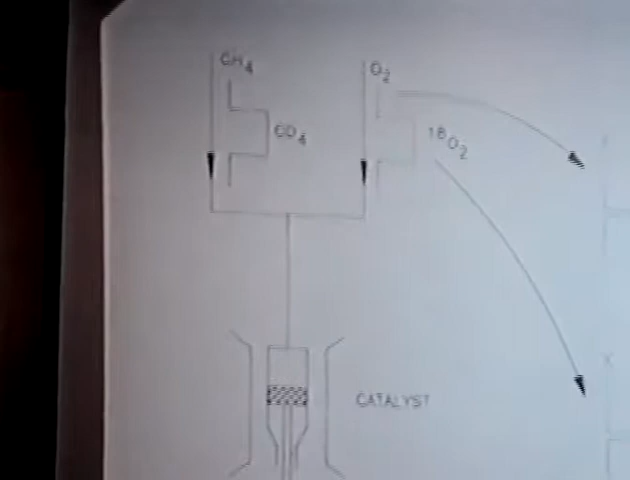 CH₄
O₂
CD₄
¹⁸O₂
CATALYST